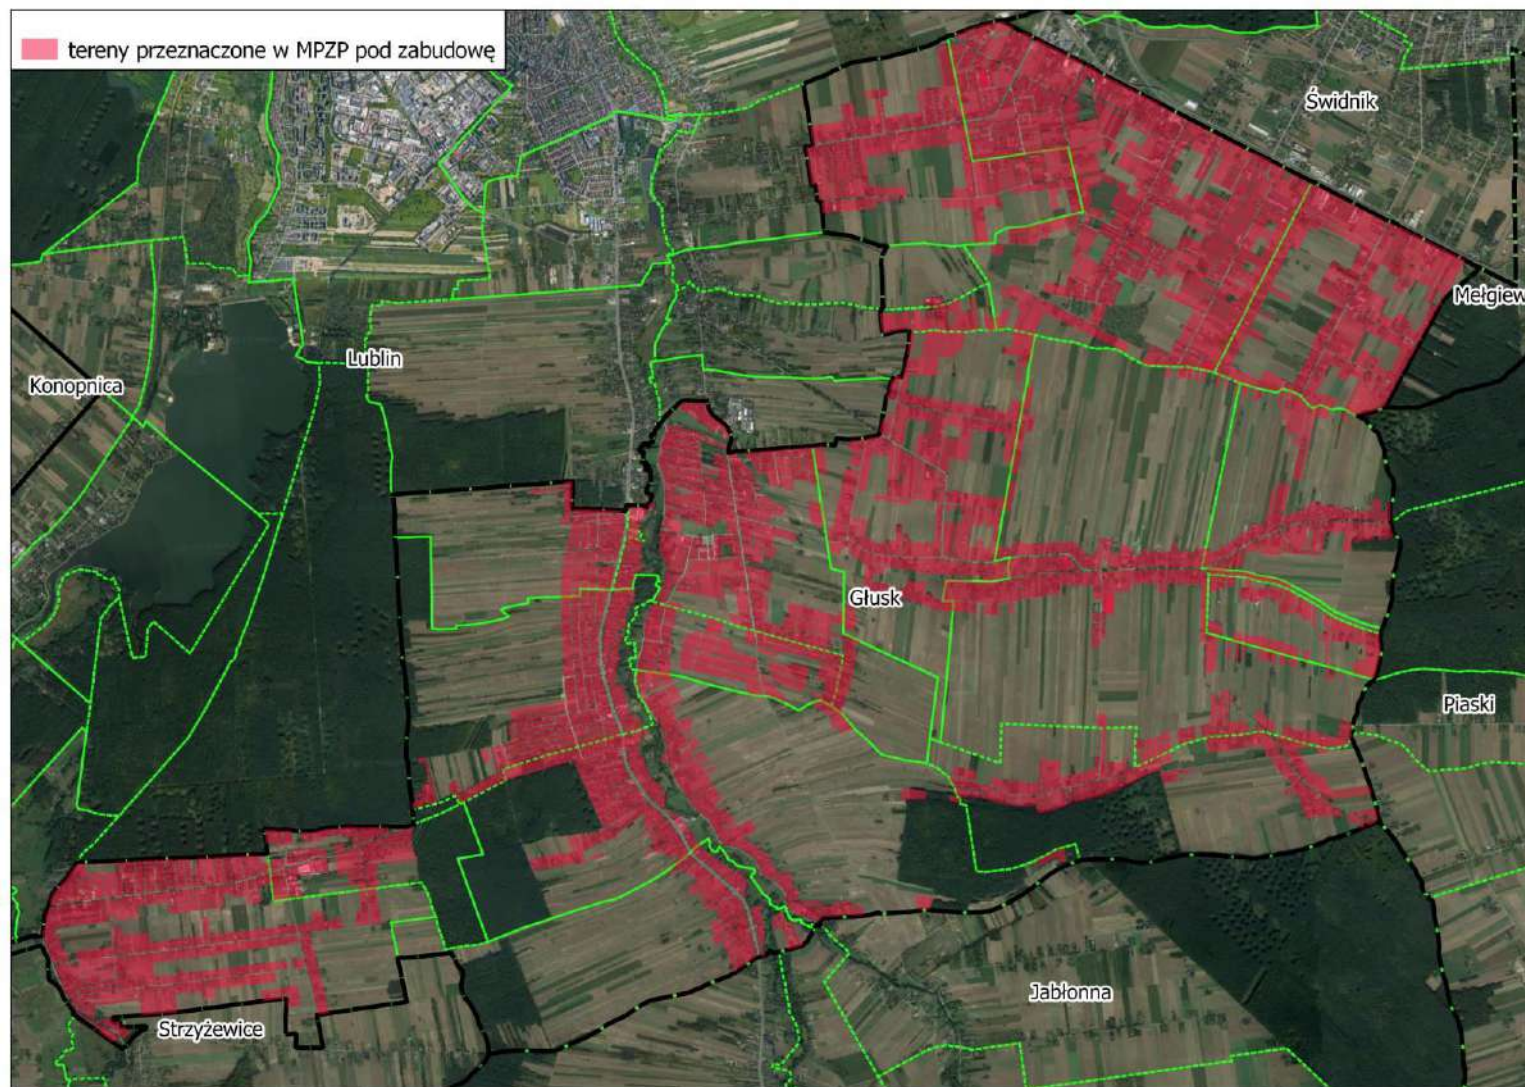 tereny przeznaczone w MPZP pod zabudowę
Świdnik
Mełgiew
Lublin
Konopnica
Głusk
Piaski
Jabłonna
Strzyżewice